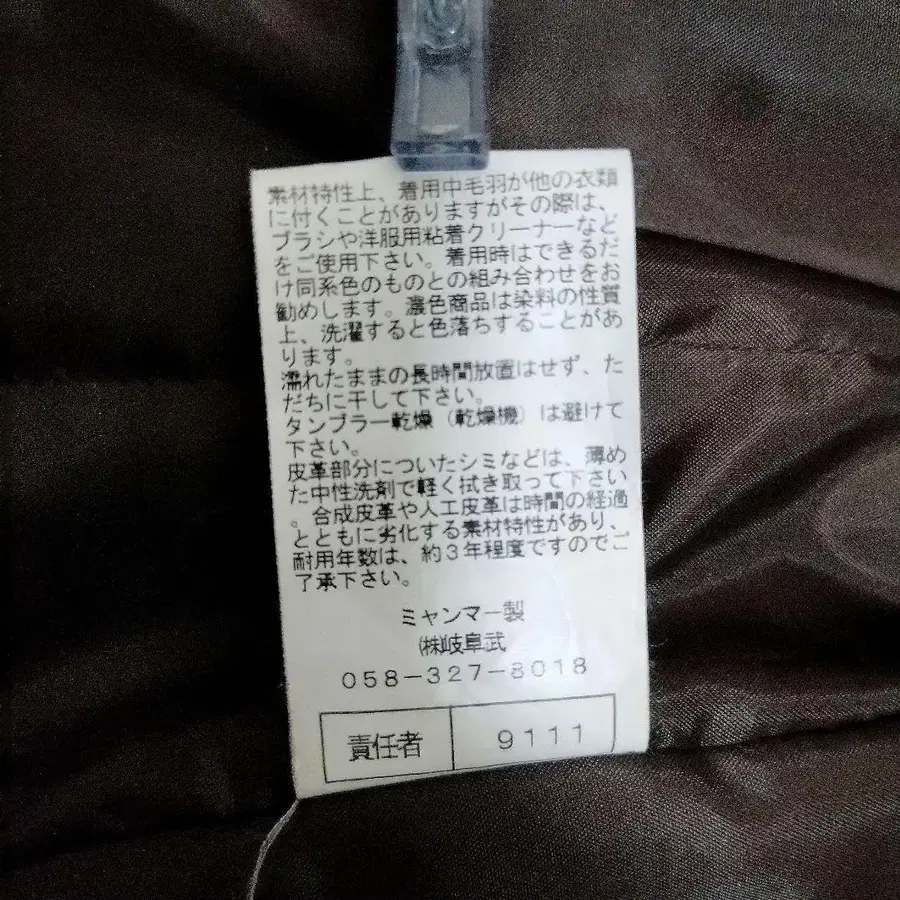 素材特性上、着用中毛羽が他の衣類
に付くことがありますがその際は、
ブラシや洋服用粘着クリーナーなど
をご使用下さい。着用時はできるだ
け同系色のものとの組み合わせをお
勧めします。濃色商品は染料の性質
上、洗濯すると色落ちすることがあ
ります。
濡れたままの長時間放置はせず、た
だちに干して下さい。
タンブラー乾燥（乾燥機）は避けて
下さい。
皮革部分についたシミなどは、薄め
た中性洗剤で軽く拭き取って下さい
。合成皮革や人工皮革は時間の経過
とともに劣化する素材特性があり、
耐用年数は、約３年程度ですのでご
了承下さい。
ミャンマー製
㈱岐阜武
０５８－３２７－８０１８
責任者 ９１１１